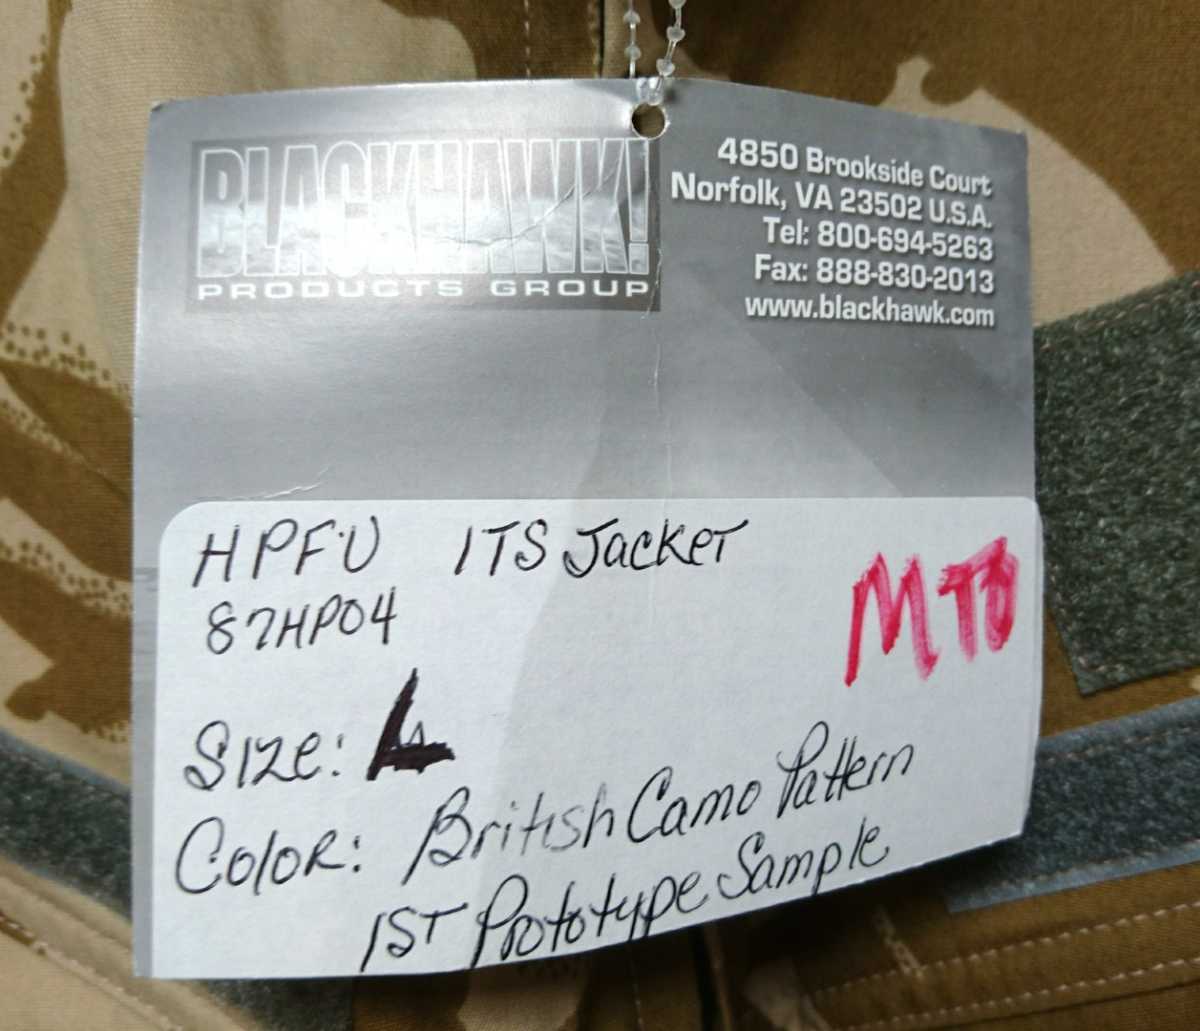 BLACKHAWK!
PRODUCTS GROUP
4850 Brookside Court
Norfolk, VA 23502 U.S.A.
Tel: 800-694-5263
Fax: 888-830-2013
www.blackhawk.com
HPFU ITS Jacket
87HP04
MTO
Size: L
Color: British Camo Pattern
1ST Prototype Sample